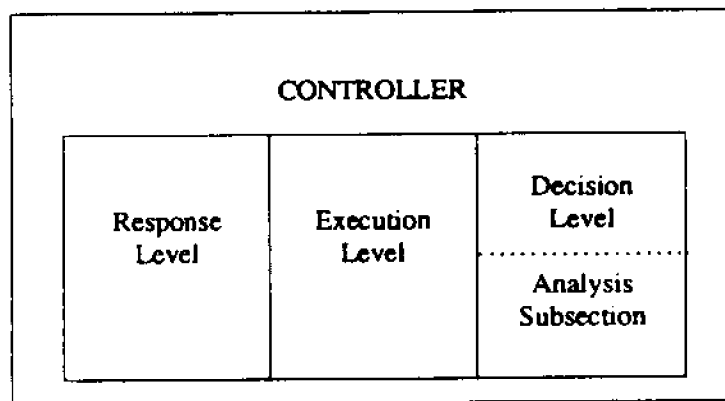 CONTROLLER
Response
Level
Execution
Level
Decision
Level
Analysis
Subsection